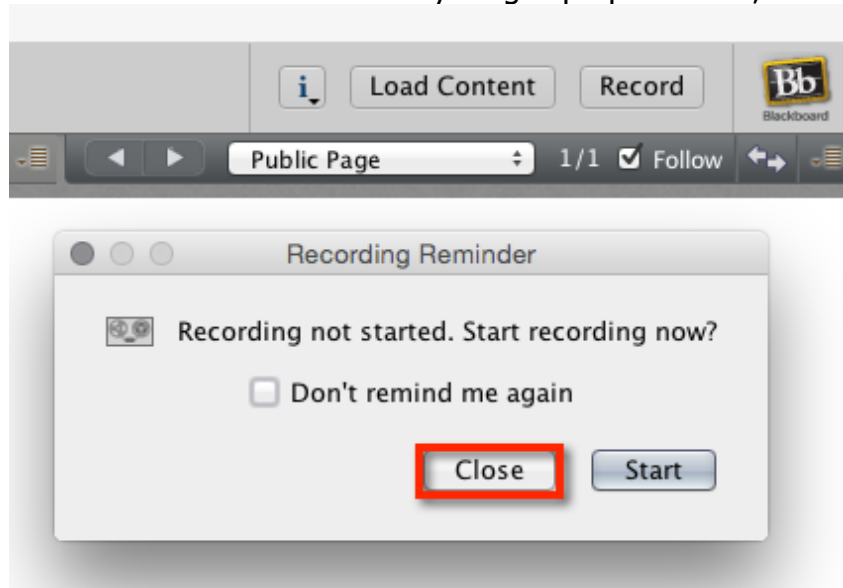 i Load Content Record Bb
Blackboard
Public Page 1/1 Follow
Recording Reminder
Recording not started. Start recording now?
Don't remind me again
Close Start